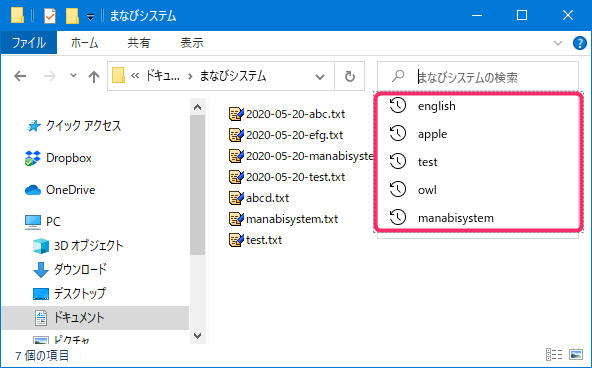 まなびシステム
ファイル ホーム 共有 表示
« ドキュ... > まなびシステム
まなびシステムの検索
english
apple
test
owl
manabisystem
クイック アクセス
Dropbox
OneDrive
PC
3D オブジェクト
ダウンロード
デスクトップ
ドキュメント
ピクチャ
2020-05-20-abc.txt
2020-05-20-efg.txt
2020-05-20-manabisystem
2020-05-20-test.txt
abcd.txt
manabisystem.txt
test.txt
7 個の項目